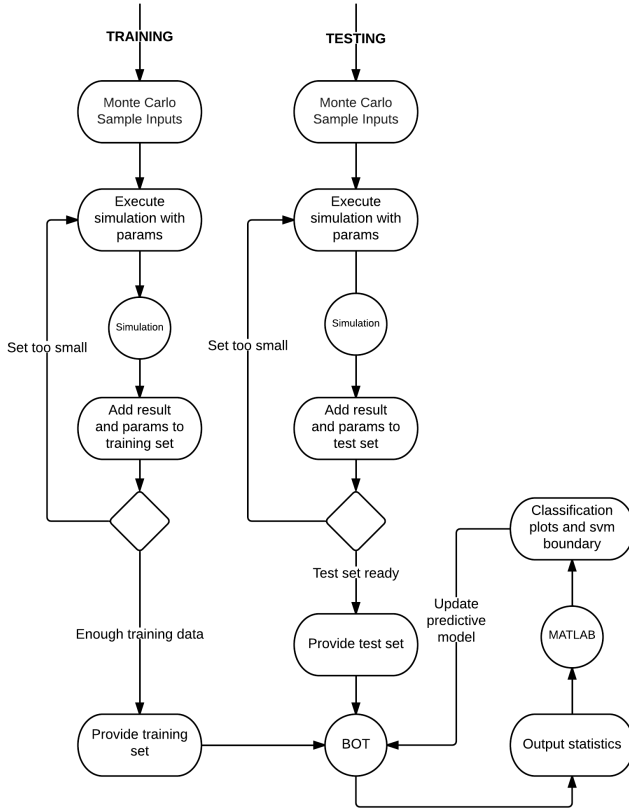 TRAINING
TESTING
Monte Carlo
Sample Inputs
Monte Carlo
Sample Inputs
Execute
simulation with
params
Execute
simulation with
params
Simulation
Simulation
Set too small
Set too small
Add result
and params to
training set
Add result
and params to
test set
Classification
plots and svm
boundary
Test set ready
Update
predictive
model
Enough training data
Provide test set
MATLAB
Provide training
set
BOT
Output statistics